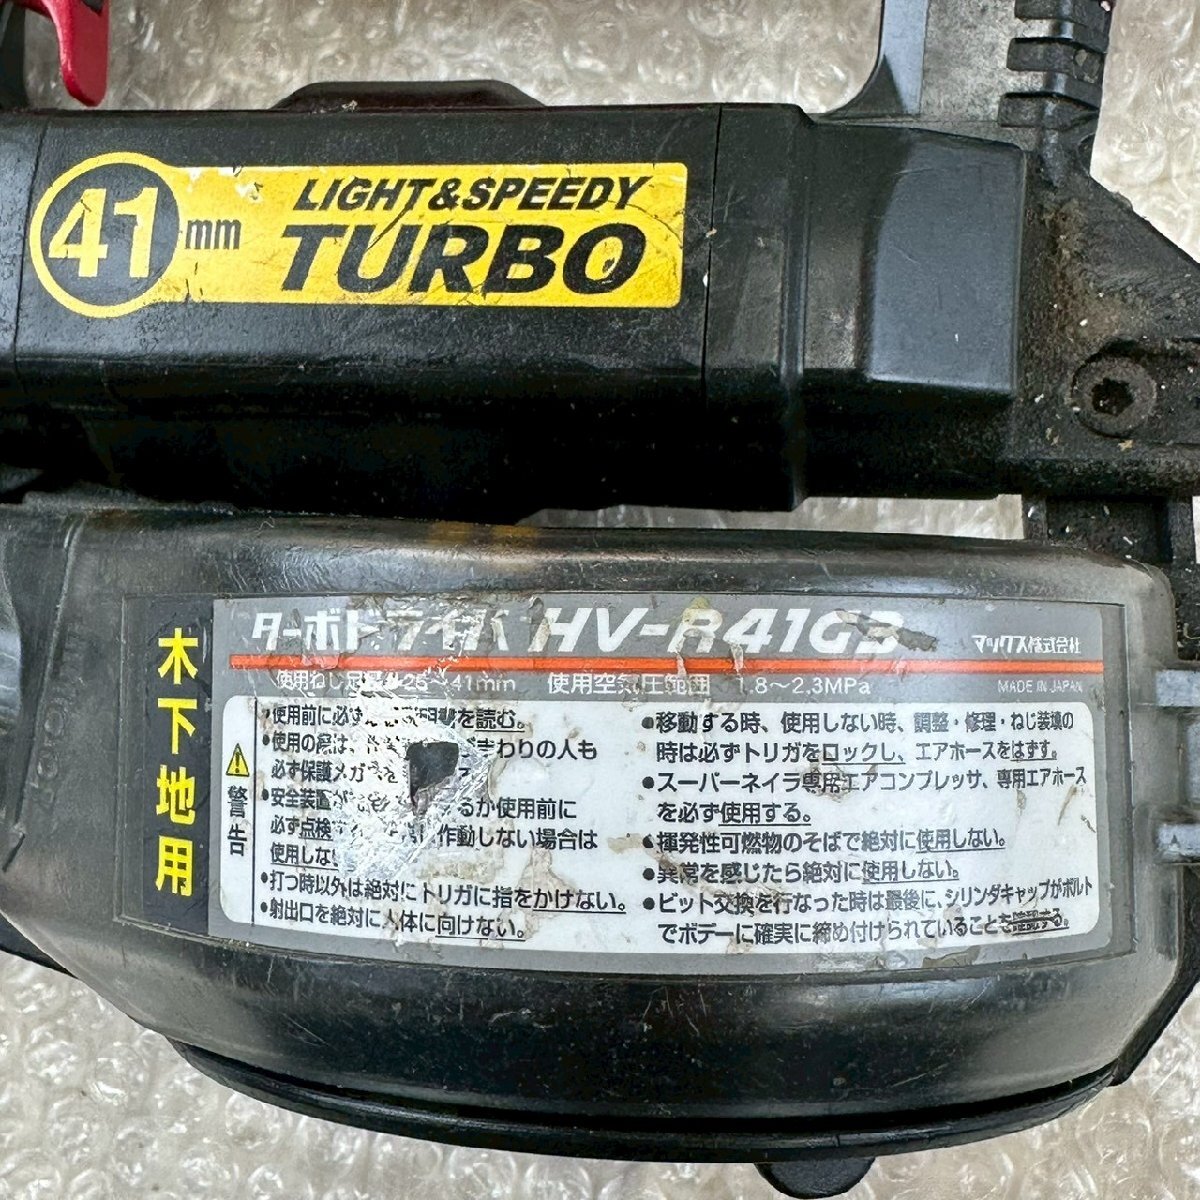 41 mm
LIGHT&SPEEDY
TURBO
木下地用
ターボドライバ HV-R41G3
マックス株式会社
使用ねじ足長 25〜41mm 使用空気圧範囲 1.8〜2.3MPa
MADE IN JAPAN
警告
•使用前に必ず を読む。
•使用の際は、 まわりの人も
必ず保護メガネを
•安全装置が るか使用前に
必ず点検 作動しない場合は
使用しない
•打つ時以外は絶対にトリガに指をかけない。
•射出口を絶対に人体に向けない。
•移動する時、使用しない時、調整・修理・ねじ装填の
時は必ずトリガをロックし、エアホースをはずす。
•スーパーネイラ専用エアコンプレッサ、専用エアホース
を必ず使用する。
•揮発性可燃物のそばで絶対に使用しない。
•異常を感じたら絶対に使用しない。
•ビット交換を行なった時は最後に、シリンダキャップがボルト
でボデーに確実に締め付けられていることを確認する。